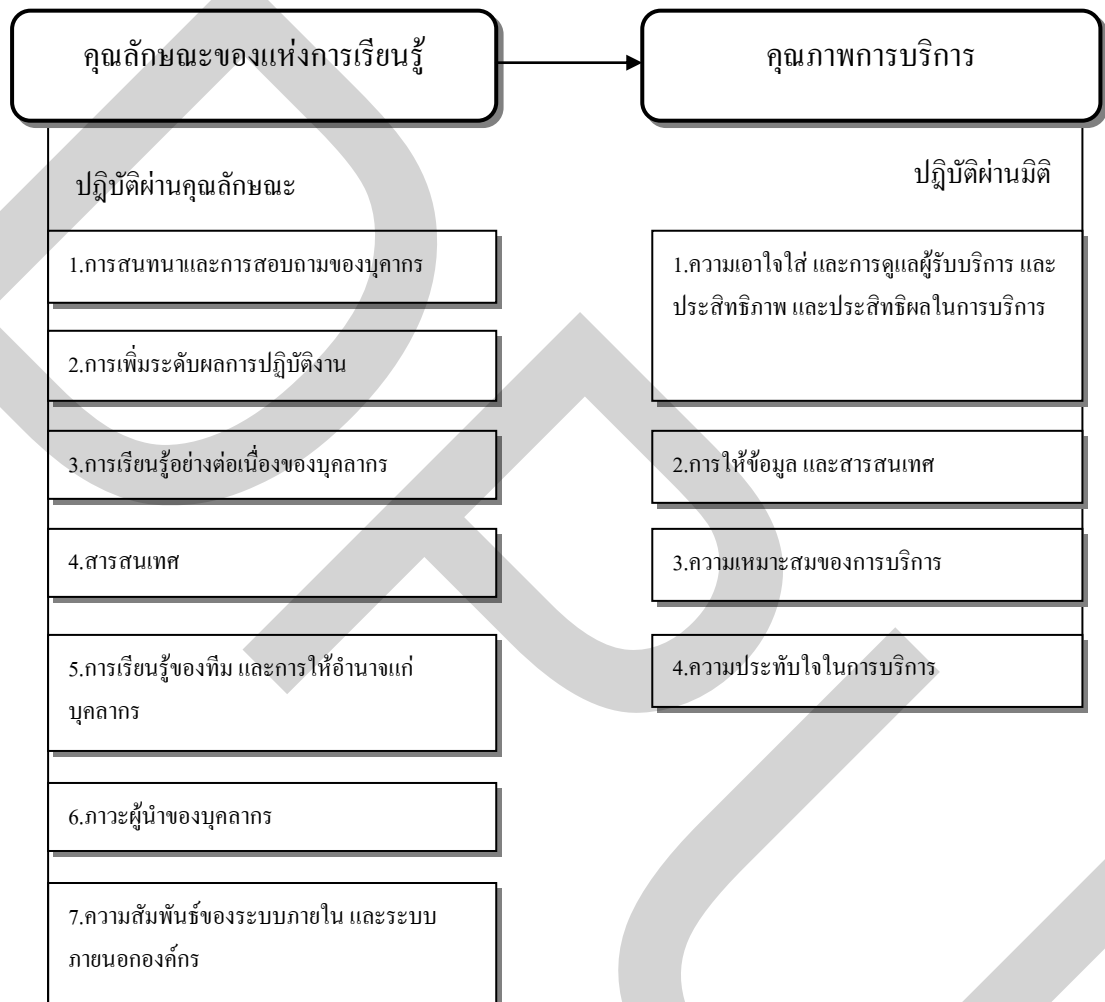 คุณลักษณะของแห่งการเรียนรู้
คุณภาพการบริการ
ปฎิบัติผ่านคุณลักษณะ
1.การสนทนาและการสอบถามของบุคากร
2.การเพิ่มระดับผลการปฏิบัติงาน
3.การเรียนรู้อย่างต่อเนื่องของบุคลากร
4.สารสนเทศ
5.การเรียนรู้ของทีม และการให้อำนาจแก่
บุคลากร
6.ภาวะผู้นำของบุคลากร
7.ความสัมพันธ์ของระบบภายใน และระบบ
ภายนอกองค์กร
ปฎิบัติผ่านมิติ
1.ความเอาใจใส่ และการดูแลผู้รับบริการ และ
ประสิทธิภาพ และประสิทธิผลในการบริการ
2.การให้ข้อมูล และสารสนเทศ
3.ความเหมาะสมของการบริการ
4.ความประทับใจในการบริการ